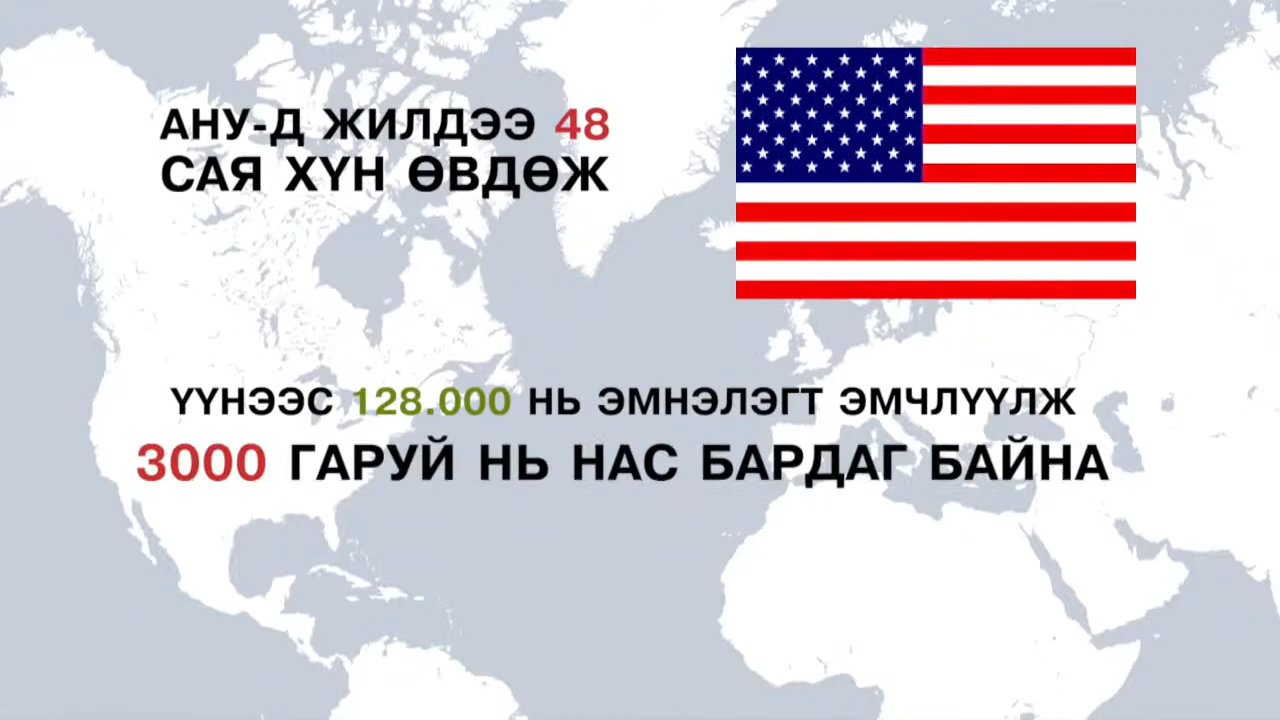 АНУ-Д ЖИЛДЭЭ 48
САЯ ХҮН ӨВДӨЖ
ҮҮНЭЭС 128.000 НЬ ЭМНЭЛЭГТ ЭМЧЛҮҮЛЖ
3000 ГАРУЙ НЬ НАС БАРДАГ БАЙНА